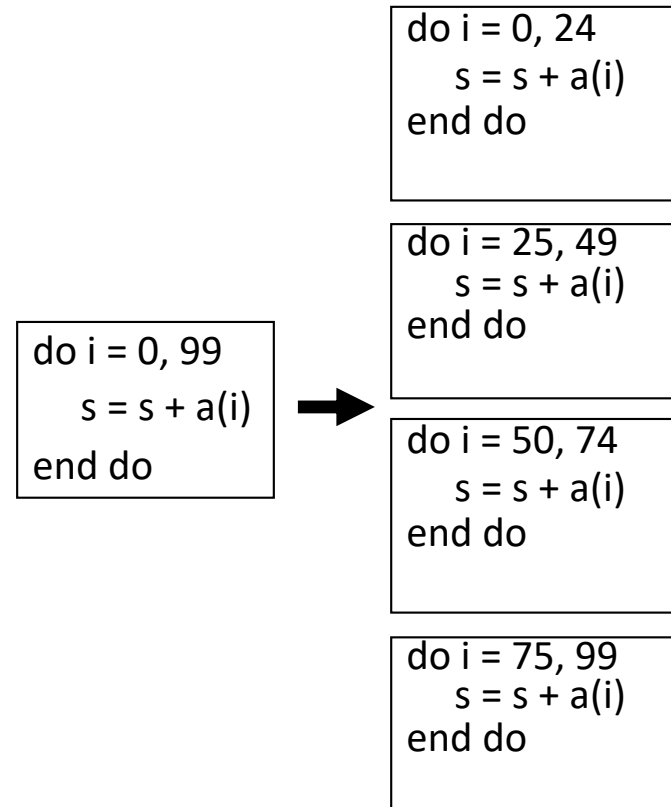 do i = 0, 99
s = s + a(i)
end do
do i = 0, 24
s = s + a(i)
end do
do i = 25, 49
s = s + a(i)
end do
do i = 50, 74
s = s + a(i)
end do
do i = 75, 99
s = s + a(i)
end do